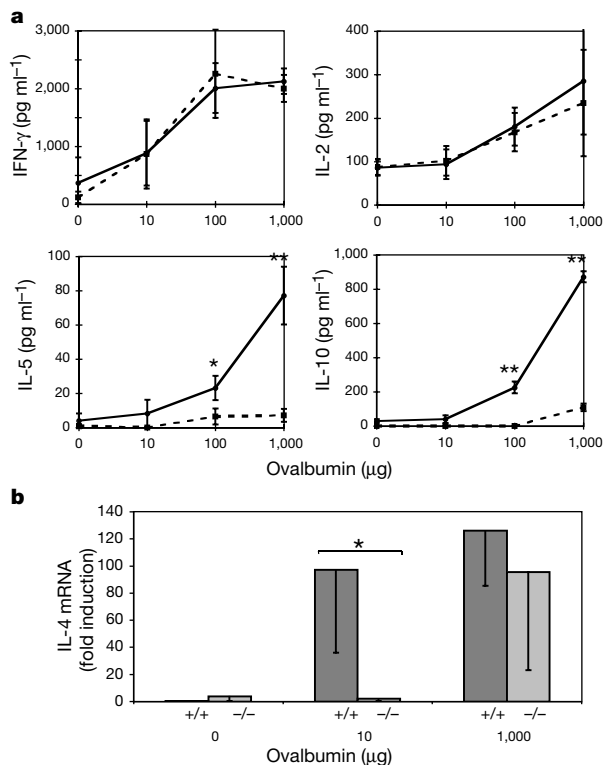 a
IFN-γ (pg ml⁻¹)
3,000
2,000
1,000
0
0 10 100 1,000
IL-2 (pg ml⁻¹)
400
300
200
100
0
0 10 100 1,000
IL-5 (pg ml⁻¹)
100
80
60
40
20
0
*
**
0 10 100 1,000
IL-10 (pg ml⁻¹)
1,000
800
600
400
200
0
**
**
0 10 100 1,000
Ovalbumin (µg)
b
IL-4 mRNA
(fold induction)
140
120
100
80
60
40
20
0
*
+/+ −/− +/+ −/− +/+ −/−
0 10 1,000
Ovalbumin (µg)